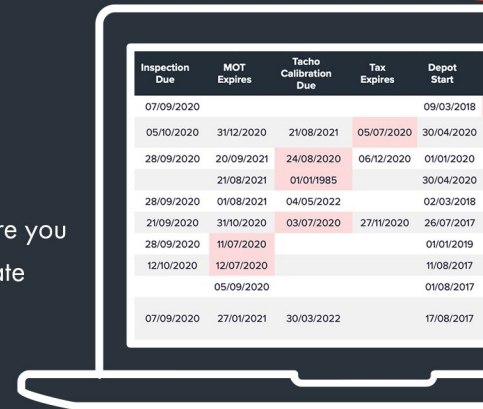 Inspection Due MOT Expires Tacho Calibration Due Tax Expires Depot Start
07/09/2020 09/03/2018
05/10/2020 31/12/2020 21/08/2021 05/07/2020 30/04/2020
28/09/2020 20/09/2021 24/08/2020 06/12/2020 01/01/2020
21/08/2021 01/01/1985 30/04/2020
28/09/2020 01/08/2021 04/05/2022 02/03/2018
21/09/2020 31/10/2020 03/07/2020 27/11/2020 26/07/2017
28/09/2020 11/07/2020 01/01/2019
12/10/2020 12/07/2020 11/08/2017
05/09/2020 01/08/2017
07/09/2020 27/01/2021 30/03/2022 17/08/2017
re you
ate